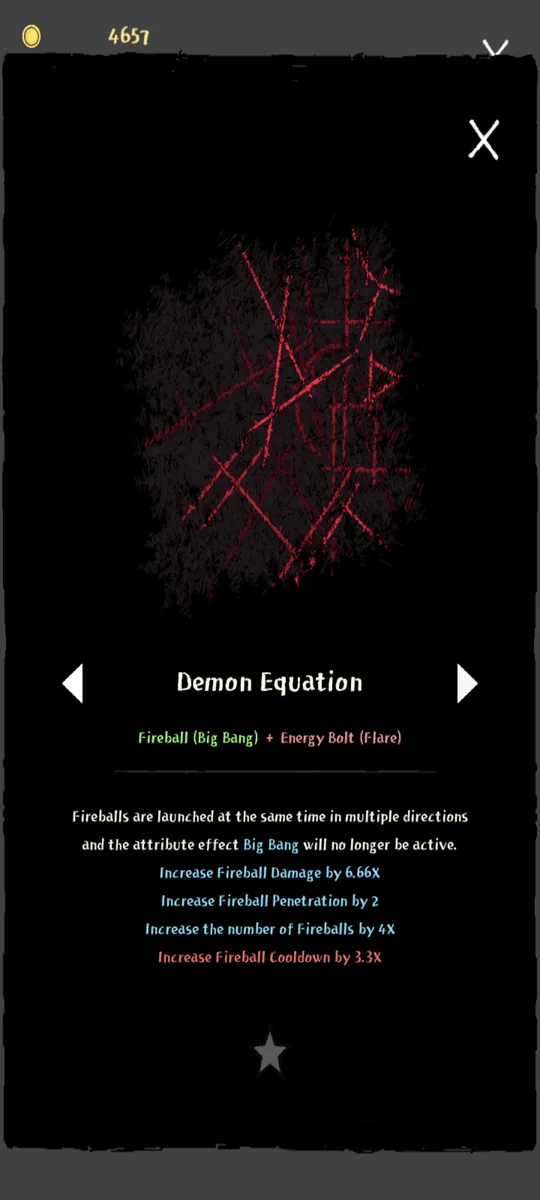 4657
X
Demon Equation
Fireball (Big Bang) + Energy Bolt (Flare)
Fireballs are launched at the same time in multiple directions
and the attribute effect Big Bang will no longer be active.
Increase Fireball Damage by 6.66X
Increase Fireball Penetration by 2
Increase the number of Fireballs by 4X
Increase Fireball Cooldown by 3.3X